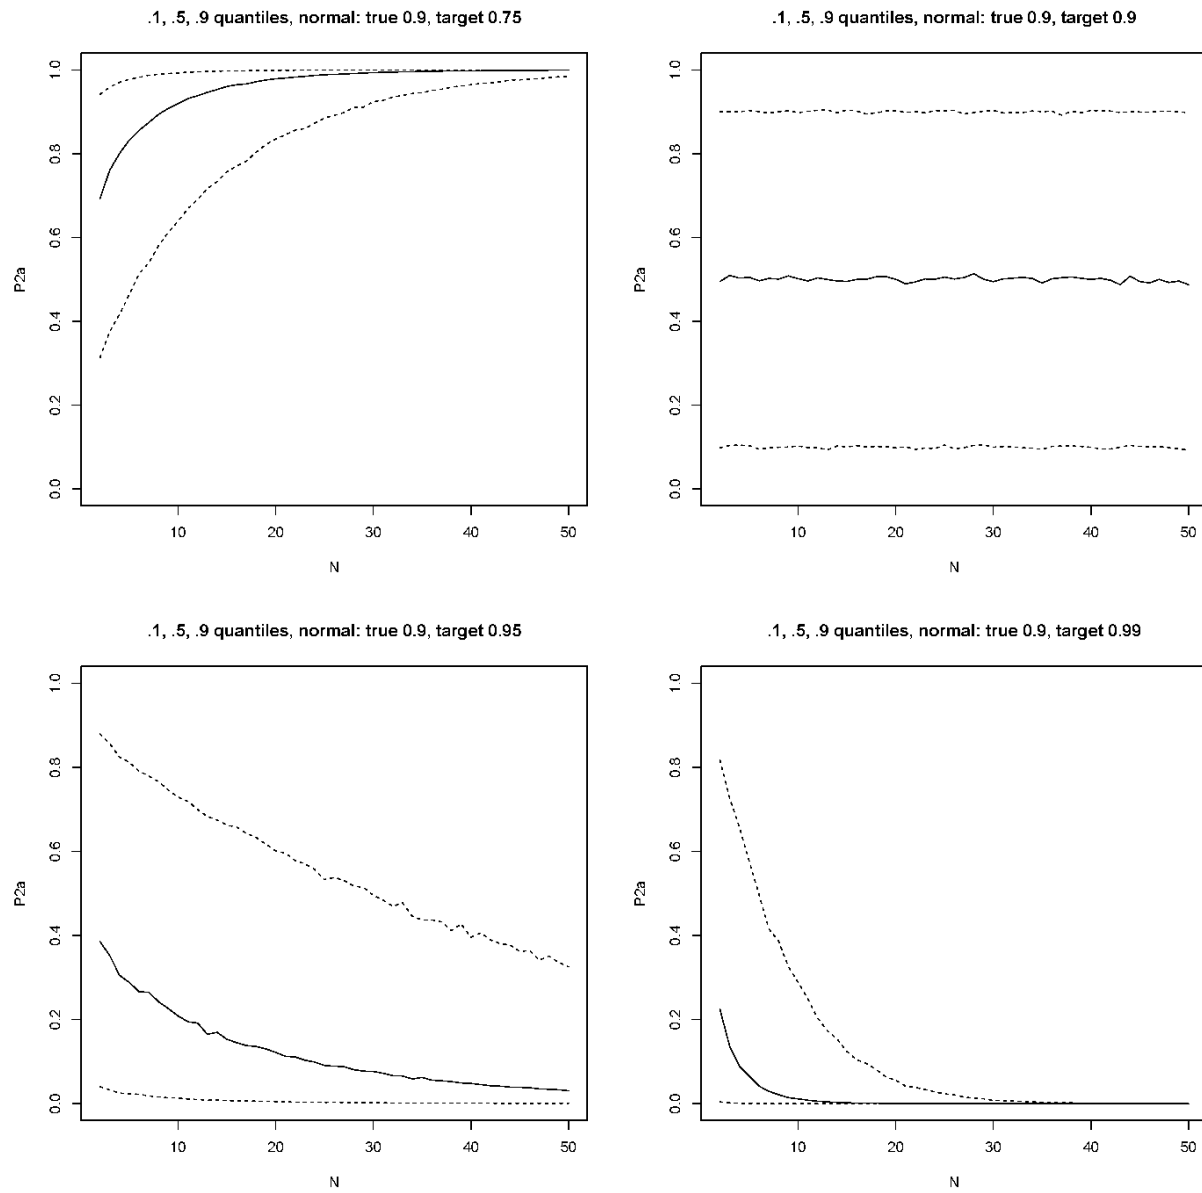 .1, .5, .9 quantiles, normal: true 0.9, target 0.75
1.0
0.8
0.6
0.4
0.2
0.0
P2a
10 20 30 40 50
N
.1, .5, .9 quantiles, normal: true 0.9, target 0.9
1.0
0.8
0.6
0.4
0.2
0.0
P2a
10 20 30 40 50
N
.1, .5, .9 quantiles, normal: true 0.9, target 0.95
1.0
0.8
0.6
0.4
0.2
0.0
P2a
10 20 30 40 50
N
.1, .5, .9 quantiles, normal: true 0.9, target 0.99
1.0
0.8
0.6
0.4
0.2
0.0
P2a
10 20 30 40 50
N